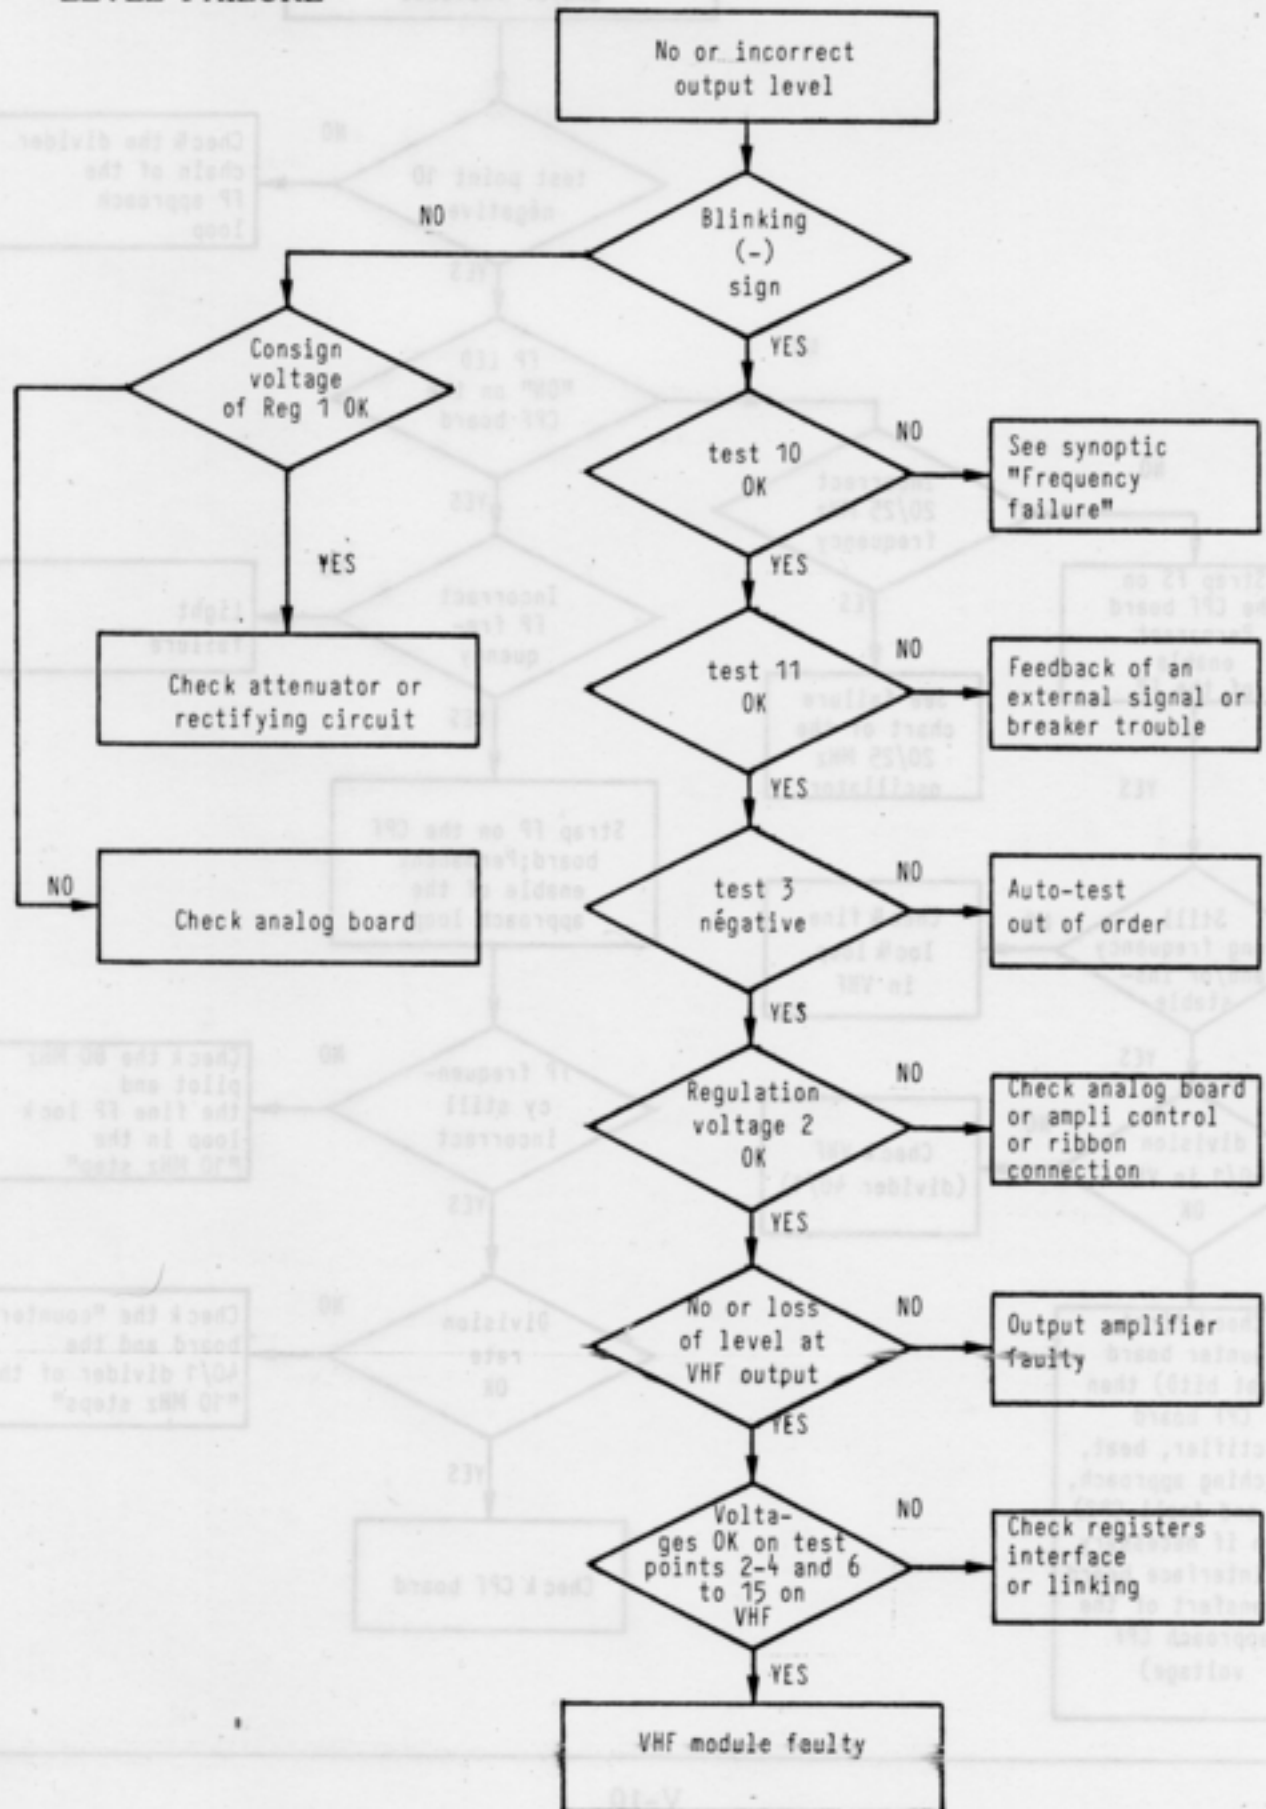 LEVEL FAILURE
No or incorrect
output level
Blinking
(-)
sign
NO
YES
Consign
voltage
of Reg 1 OK
YES
NO
Check attenuator or
rectifying circuit
Check analog board
test 10
OK
NO
See synoptic
"Frequency
failure"
YES
test 11
OK
NO
Feedback of an
external signal or
breaker trouble
YES
test 3
négative
NO
Auto-test
out of order
YES
Regulation
voltage 2
OK
NO
Check analog board
or ampli control
or ribbon
connection
YES
No or loss
of level at
VHF output
NO
Output amplifier
faulty
YES
Volta-
ges OK on test
points 2-4 and 6
to 15 on
VHF
NO
Check registers
interface
or linking
YES
VHF module faulty